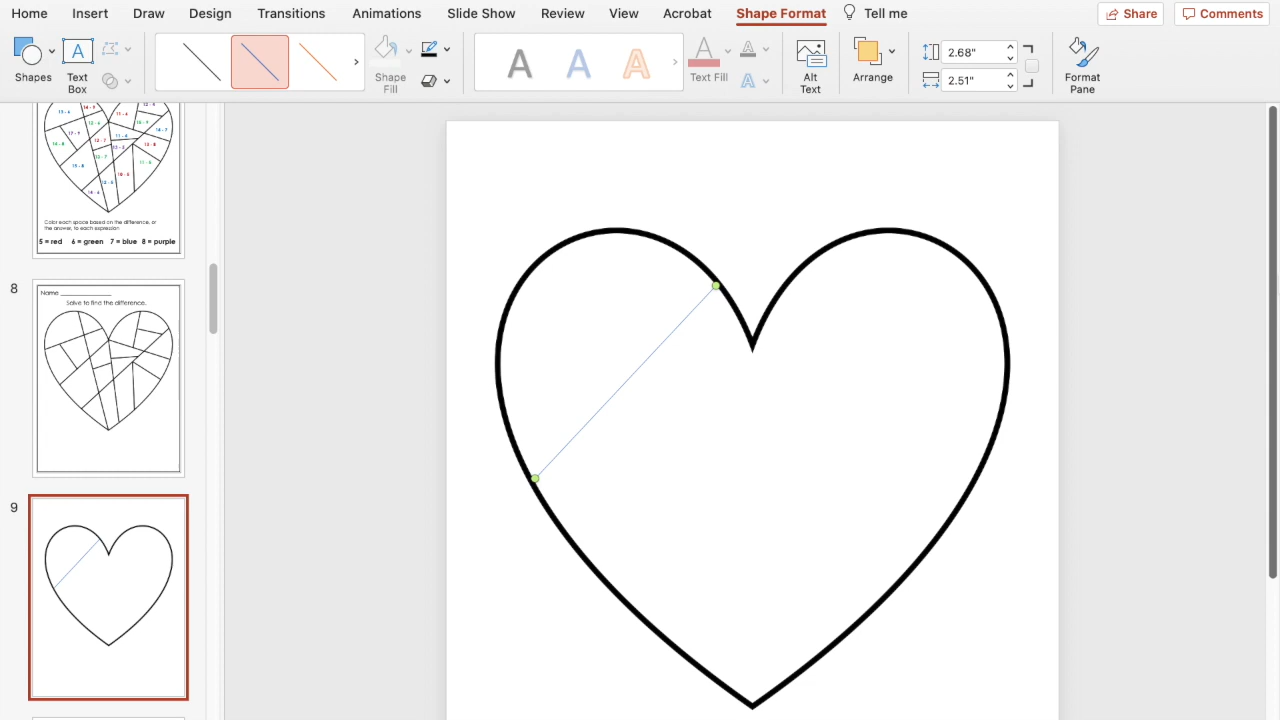 Home Insert Draw Design Transitions Animations Slide Show Review View Acrobat Shape Format Tell me Share Comments
Shapes
Text
Box
A
Shape
Fill
A A A
A
Text Fill
A
A
Alt
Text
Arrange
2.68"
2.51"
Format
Pane
Color each space based on the difference, or
the answer, to each expression
5 = red 6 = green 7 = blue 8 = purple
8
Name
Solve to find the difference.
9